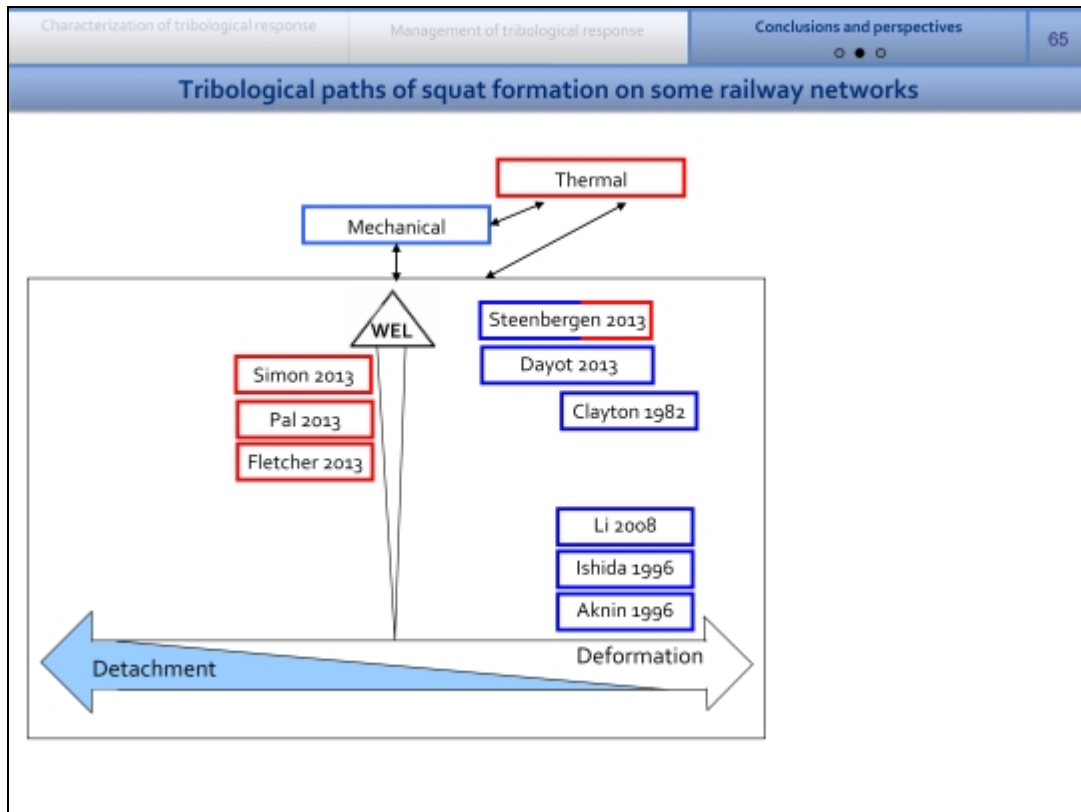 Characterization of tribological response
Management of tribological response
Conclusions and perspectives
65
Tribological paths of squat formation on some railway networks
Thermal
Mechanical
WEL
Steenbergen 2013
Dayot 2013
Simon 2013
Clayton 1982
Pal 2013
Fletcher 2013
Li 2008
Ishida 1996
Aknin 1996
Deformation
Detachment